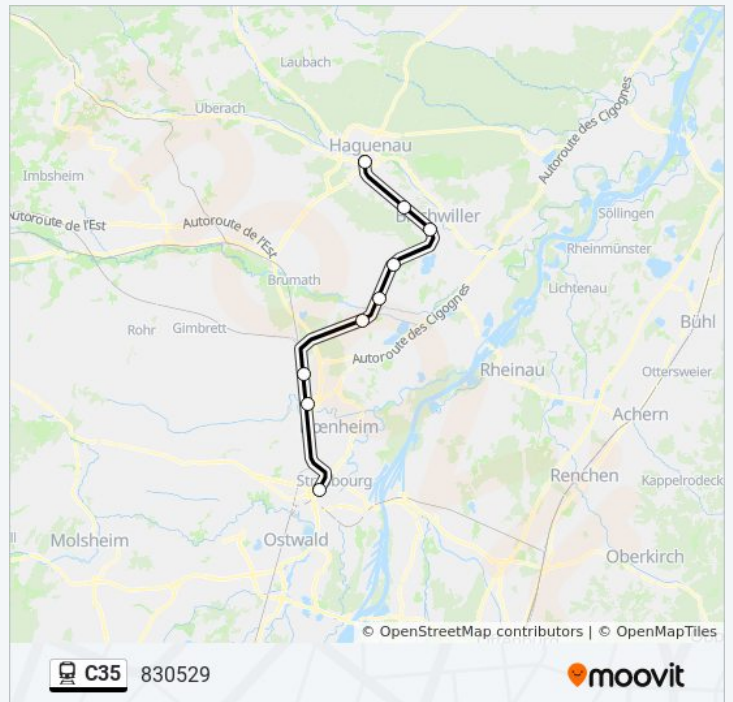 Laubach
Uberach
Haguenau
Autoroute des Cigognes
Imbsheim
Söllingen
Autoroute de l'Est
Autoroute de l'Est
Rheinmünster
Brumath
Lichtenau
Rohr
Gimbrett
Bühl
Autoroute des Cigognes
Rheinau
Ottersweier
Achern
Renchen
Kappelrodeck
Molsheim
Ostwald
Oberkirch
© OpenStreetMap contributors | © OpenMapTiles
C35
830529
moovit